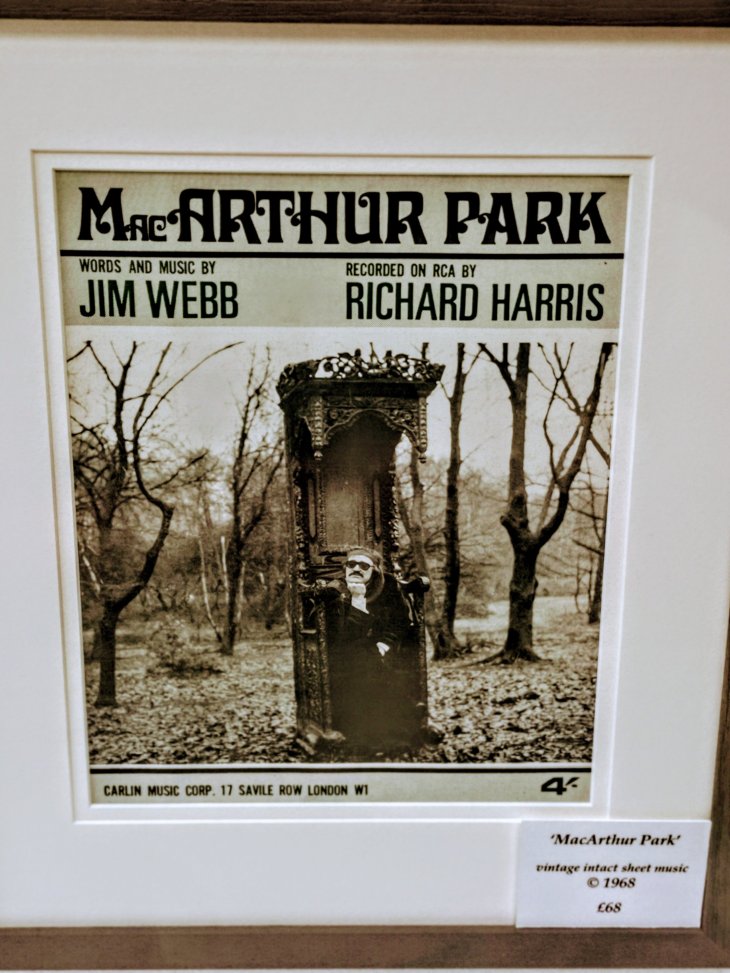 MacARTHUR PARK
WORDS AND MUSIC BY
JIM WEBB
RECORDED ON RCA BY
RICHARD HARRIS
CARLIN MUSIC CORP. 17 SAVILE ROW LONDON W1
4/-
'MacArthur Park'
vintage intact sheet music
© 1968
£68